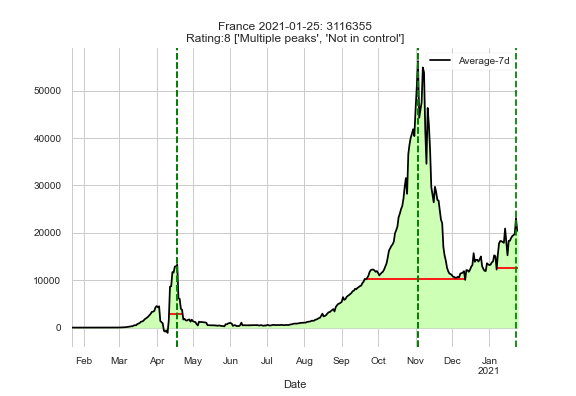 France 2021-01-25: 3116355
Rating:8 ['Multiple peaks', 'Not in control']
Average-7d
50000
40000
30000
20000
10000
0
Feb Mar Apr May Jun Jul Aug Sep Oct Nov Dec Jan
2021
Date